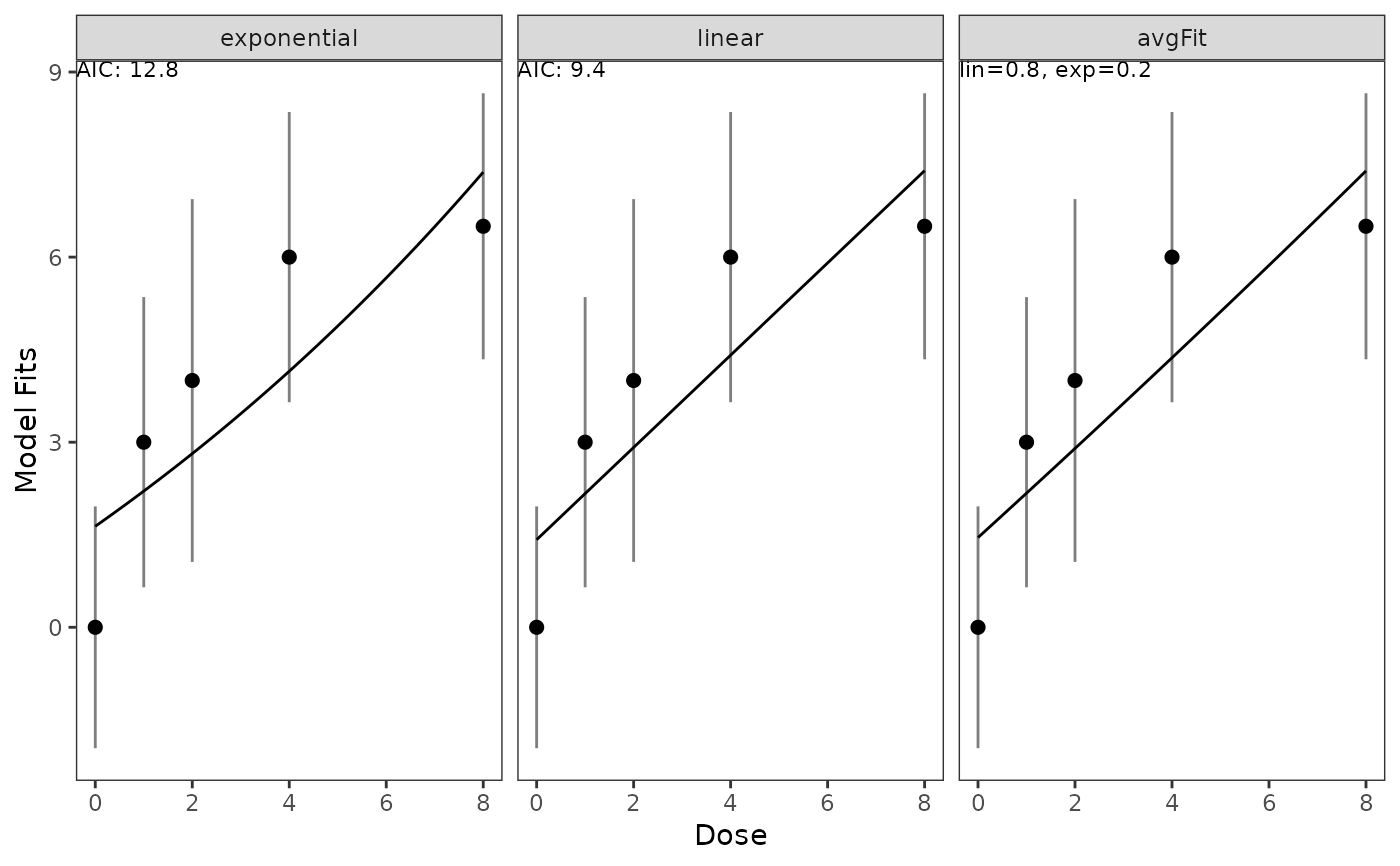 exponential
linear
avgFit
AIC: 12.8
AIC: 9.4
lin=0.8, exp=0.2
9
6
3
0
Model Fits
0 2 4 6 8
0 2 4 6 8
0 2 4 6 8
Dose